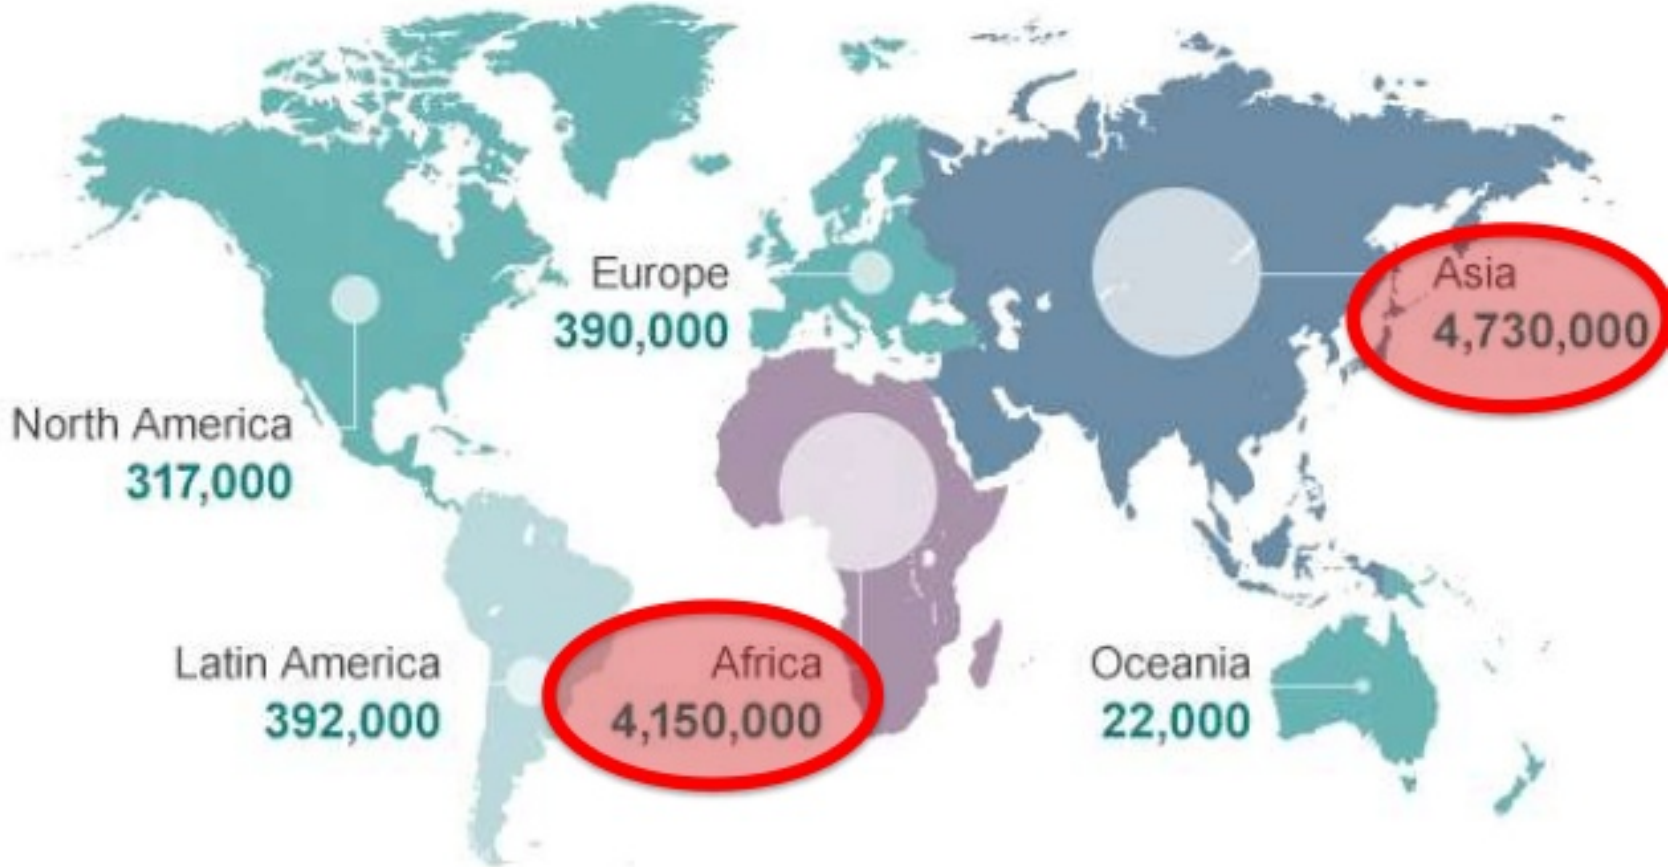 Europe
390,000
Asia
4,730,000
North America
317,000
Latin America
392,000
Africa
4,150,000
Oceania
22,000